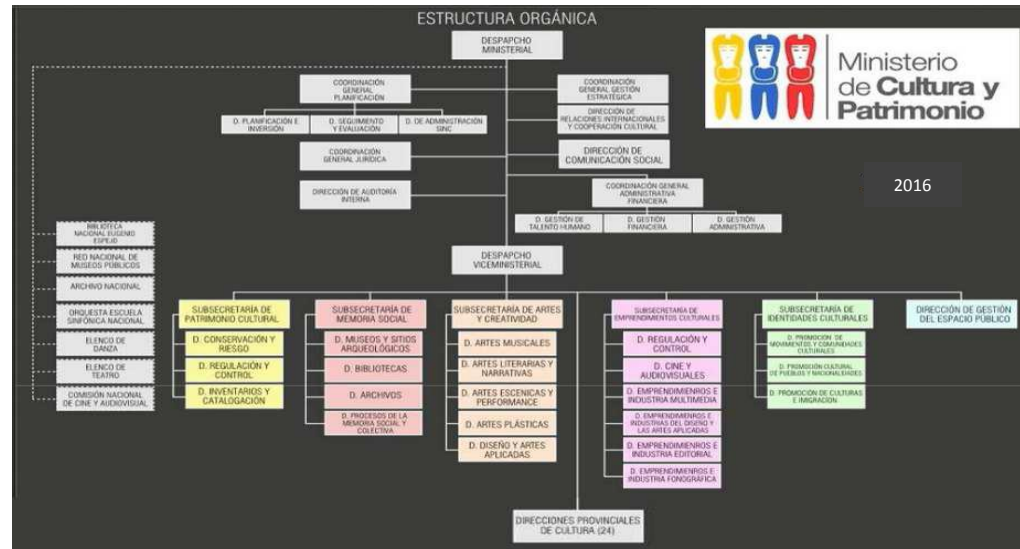 ESTRUCTURA ORGÁNICA
DESPAPCHO
MINISTERIAL
Ministerio
de Cultura y
Patrimonio
2016
COORDINACIÓN
GENERAL
PLANIFICACIÓN
COORDINACIÓN
GENERAL GESTIÓN
ESTRATÉGICA
D. PLANIFICACIÓN E
INVERSIÓN
D. SEGUIMIENTO
Y EVALUACIÓN
D. DE ADMINISTRACIÓN
SINC
DIRECCIÓN DE
RELACIONES INTERNACIONALES
Y COOPERACIÓN CULTURAL
COORDINACIÓN
GENERAL JURÍDICA
DIRECCIÓN DE
COMUNICACIÓN SOCIAL
DIRECCIÓN DE AUDITORÍA
INTERNA
COORDINACIÓN GENERAL
ADMINISTRATIVA
FINANCIERA
D. GESTIÓN DE
TALENTO HUMANO
D. GESTIÓN
FINANCIERA
D. GESTIÓN
ADMINISTRATIVA
BIBLIOTECA
NACIONAL EUGENIO
ESPEJO
RED NACIONAL DE
MUSEOS PÚBLICOS
ARCHIVO NACIONAL
ORQUESTA ESCUELA
SINFÓNICA NACIONAL
ELENCO DE
DANZA
ELENCO DE
TEATRO
COMISIÓN NACIONAL
DE CINE Y AUDIOVISUAL
DESPAPCHO
VICEMINISTERIAL
SUBSECRETARÍA DE
PATRIMONIO CULTURAL
D. CONSERVACIÓN Y
RIESGO
D. REGULACIÓN Y
CONTROL
D. INVENTARIOS Y
CATALOGACIÓN
SUBSECRETARÍA DE
MEMORIA SOCIAL
D. MUSEOS Y SITIOS
ARQUEOLÓGICOS
D. BIBLIOTECAS
D. ARCHIVOS
D. PROCESOS DE LA
MEMORIA SOCIAL Y
COLECTIVA
SUBSECRETARÍA DE ARTES
Y CREATIVIDAD
D. ARTES MUSICALES
D. ARTES LITERARIAS Y
NARRATIVAS
D. ARTES ESCENICAS Y
PERFORMANCE
D. ARTES PLÁSTICAS
D. DISEÑO Y ARTES
APLICADAS
SUBSECRETARÍA DE
EMPRENDIMIENTOS CULTURALES
D. REGULACIÓN Y
CONTROL
D. CINE Y
AUDIOVISUALES
D. EMPRENDIMIENROS E
INDUSTRIA MULTIMEDIA
D. EMPRENDIMIENROS E
INDUSTRIAS DEL DISEÑO Y
LAS ARTES APLICADAS
D. EMPRENDIMIENROS E
INDUSTRIA EDITORIAL
D. EMPRENDIMIENROS E
INDUSTRIA FONOGRÁFICA
SUBSECRETARÍA DE
IDENTIDADES CULTURALES
D. PROMOCIÓN DE
MOVIMIENTOS Y COMUNIDADES
CULTURALES
D. PROMOCIÓN CULTURAL
DE PUEBLOS Y NACIONALIDADES
D. PROMOCIÓN DE CULTURAS
E IMIGRACIÓN
DIRECCIÓN DE GESTIÓN
DEL ESPACIO PÚBLICO
DIRECCIONES PROVINCIALES
DE CULTURA (24)